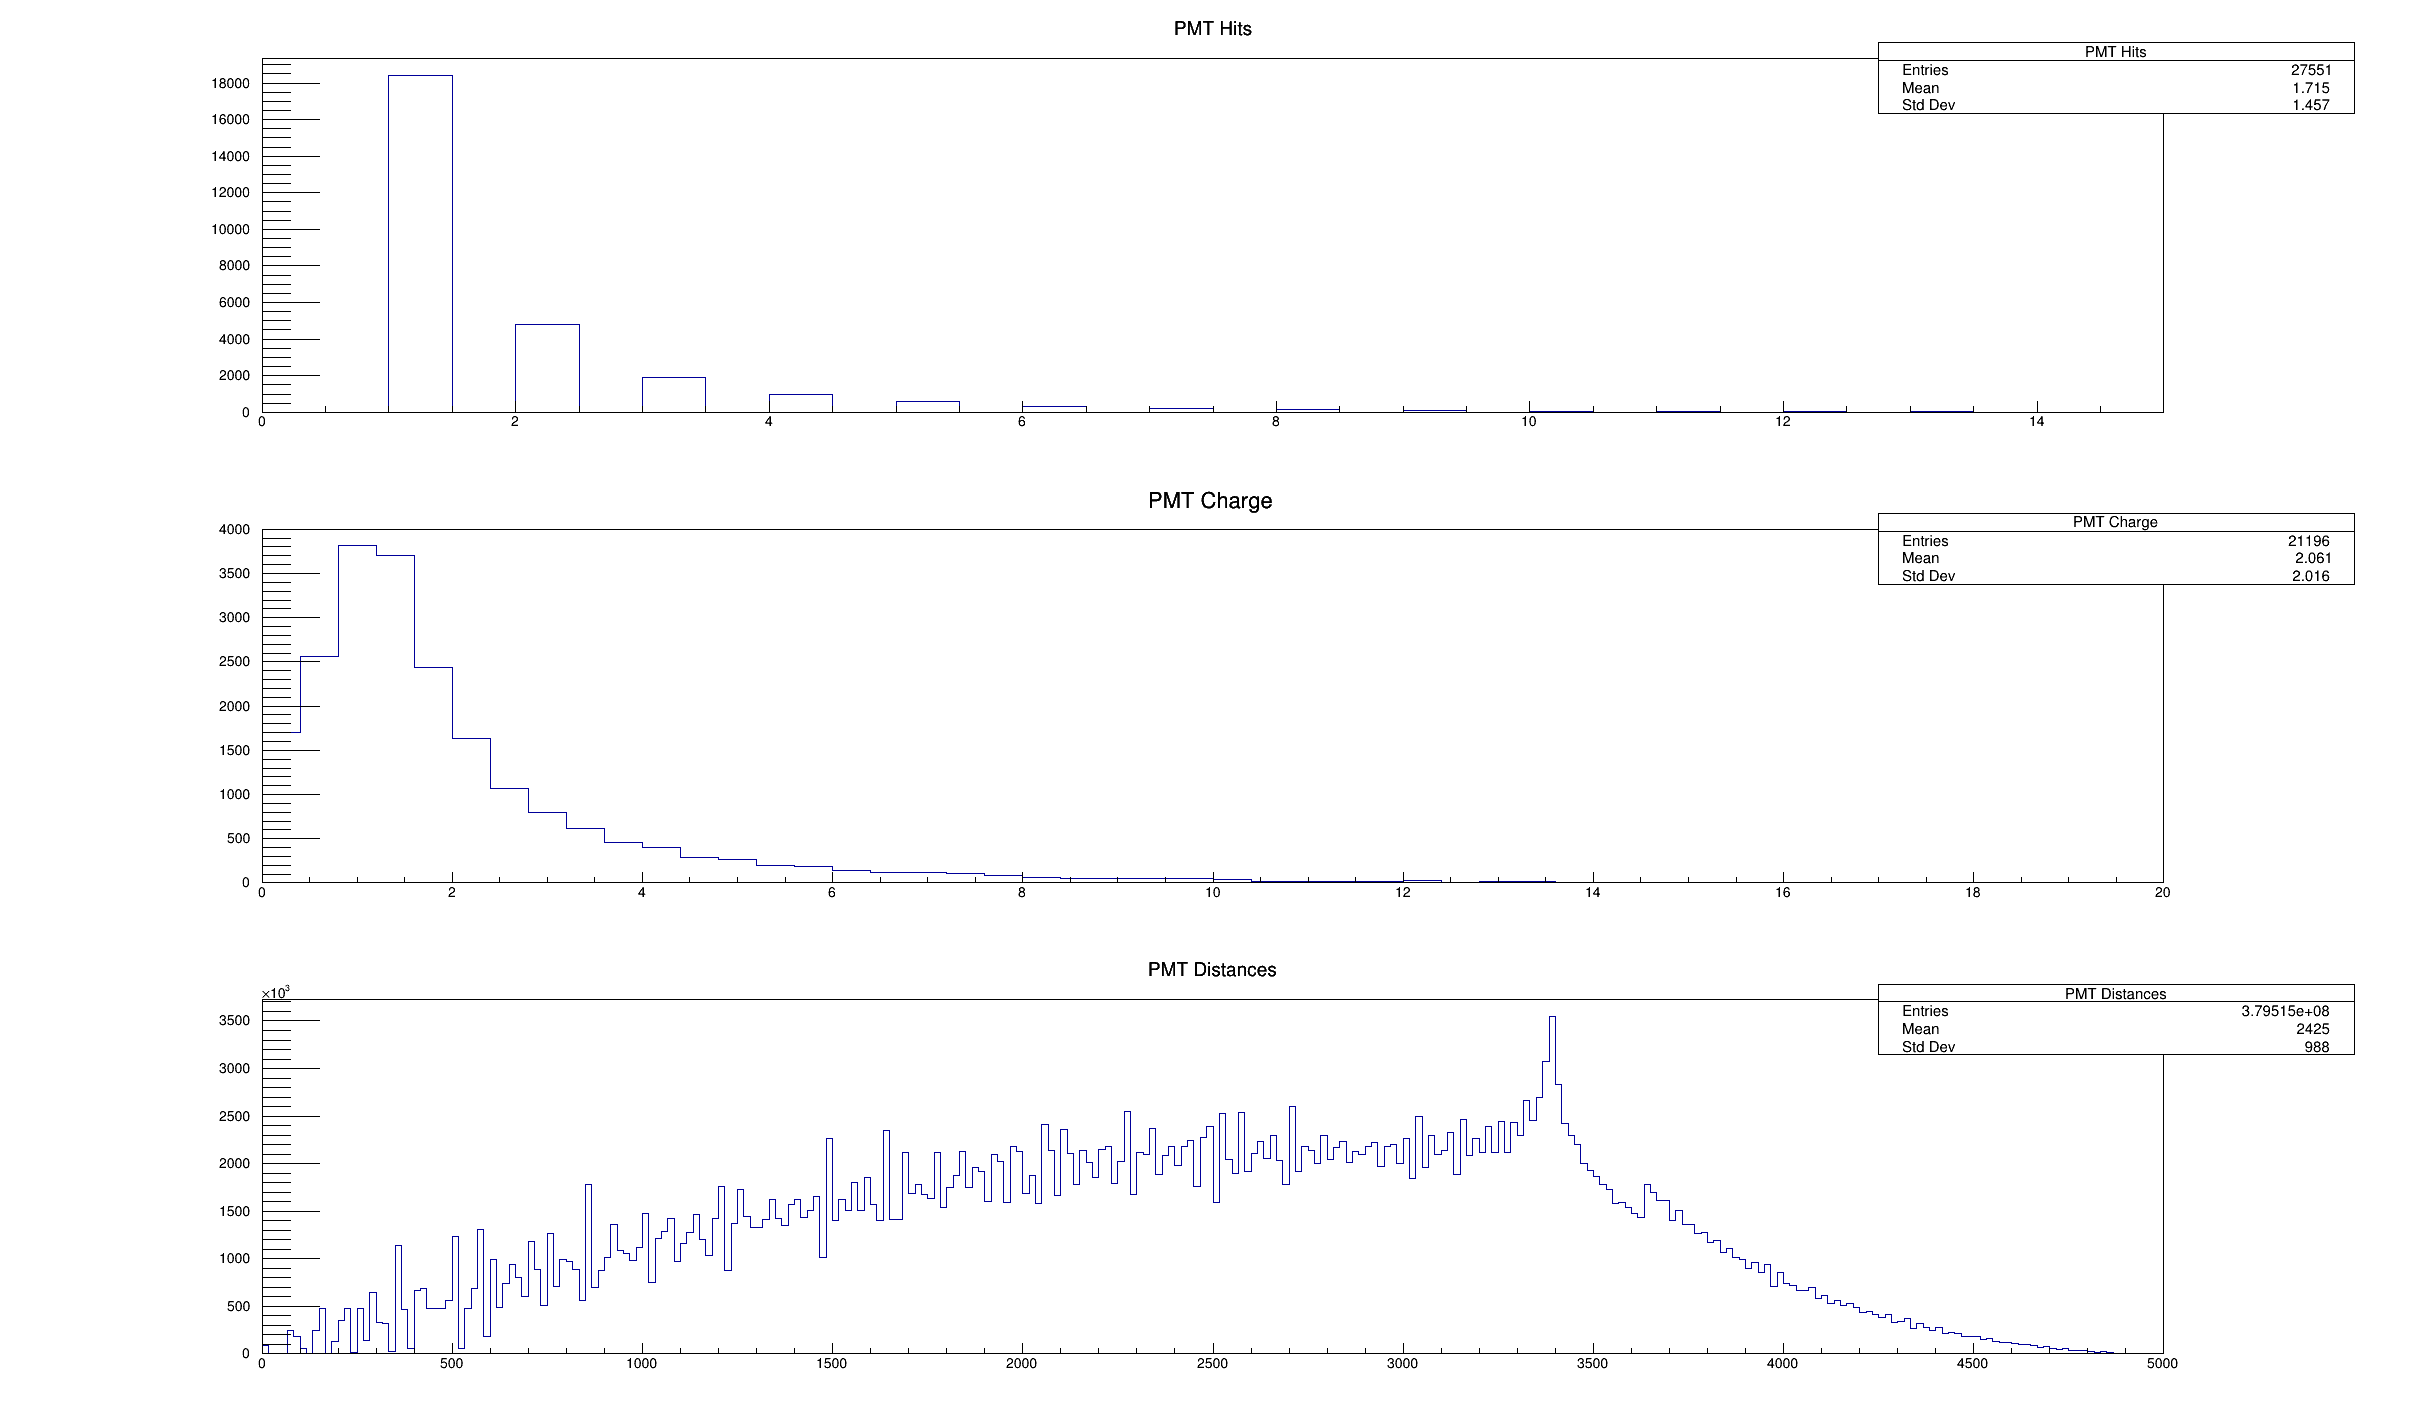 PMT Hits
PMT Hits
Entries 27551
Mean 1.715
Std Dev 1.457
18000
16000
14000
12000
10000
8000
6000
4000
2000
0
0 2 4 6 8 10 12 14
PMT Charge
PMT Charge
Entries 21196
Mean 2.061
Std Dev 2.016
4000
3500
3000
2500
2000
1500
1000
500
0
0 2 4 6 8 10 12 14 16 18 20
PMT Distances
×10³
PMT Distances
Entries 3.79515e+08
Mean 2425
Std Dev 988
3500
3000
2500
2000
1500
1000
500
0
0 500 1000 1500 2000 2500 3000 3500 4000 4500 5000